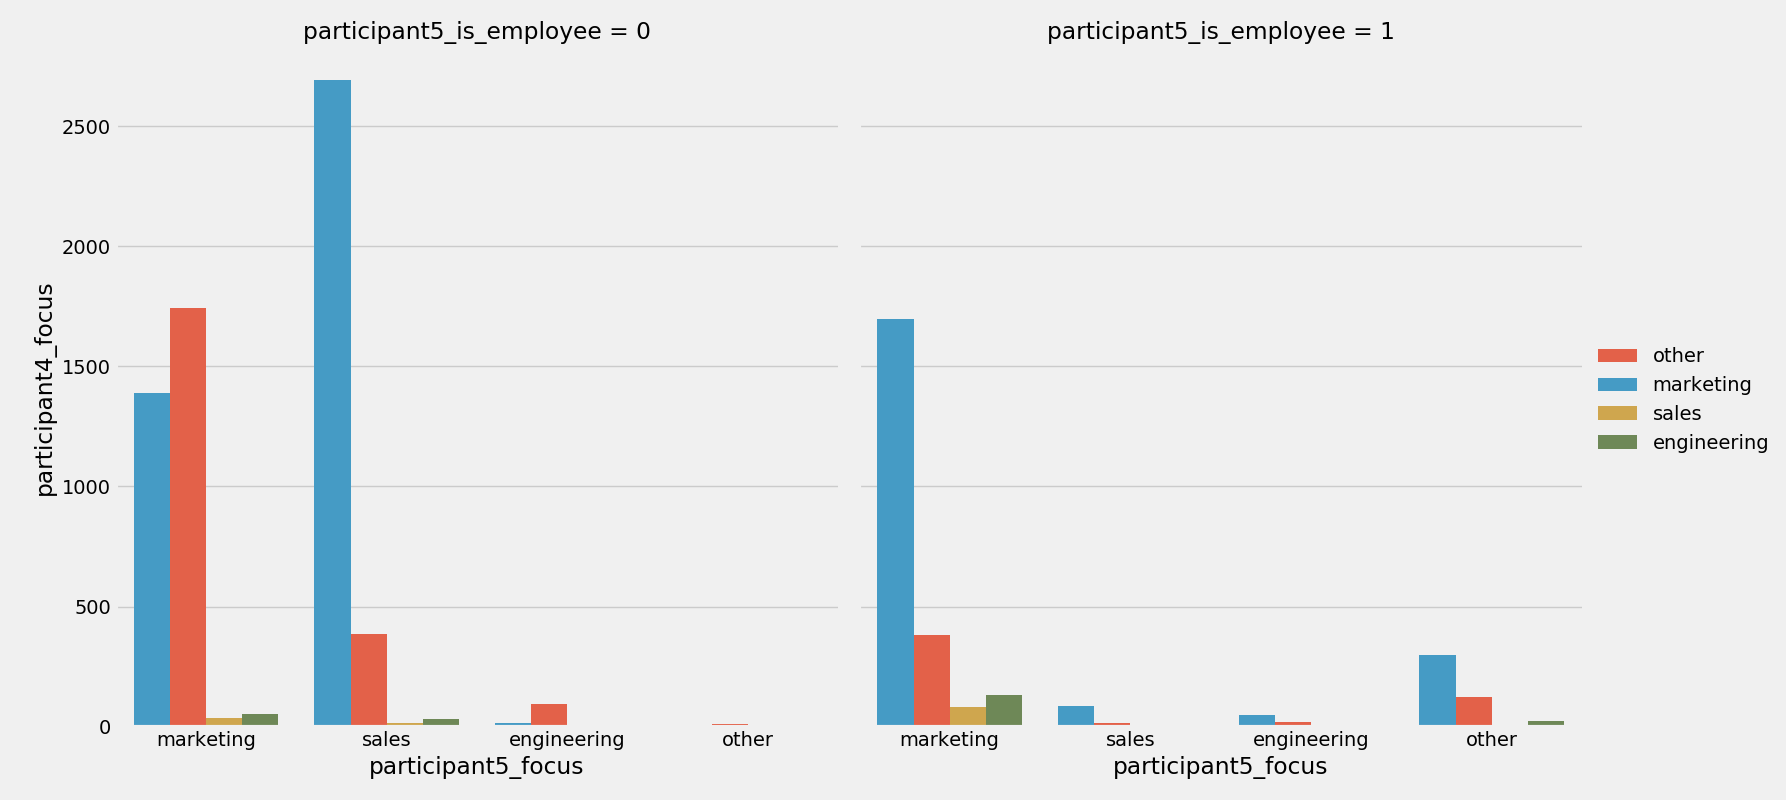 participant5_is_employee = 0
participant5_is_employee = 1
participant4_focus
2500
2000
1500
1000
500
0
marketing sales engineering other
participant5_focus
marketing sales engineering other
participant5_focus
other
marketing
sales
engineering